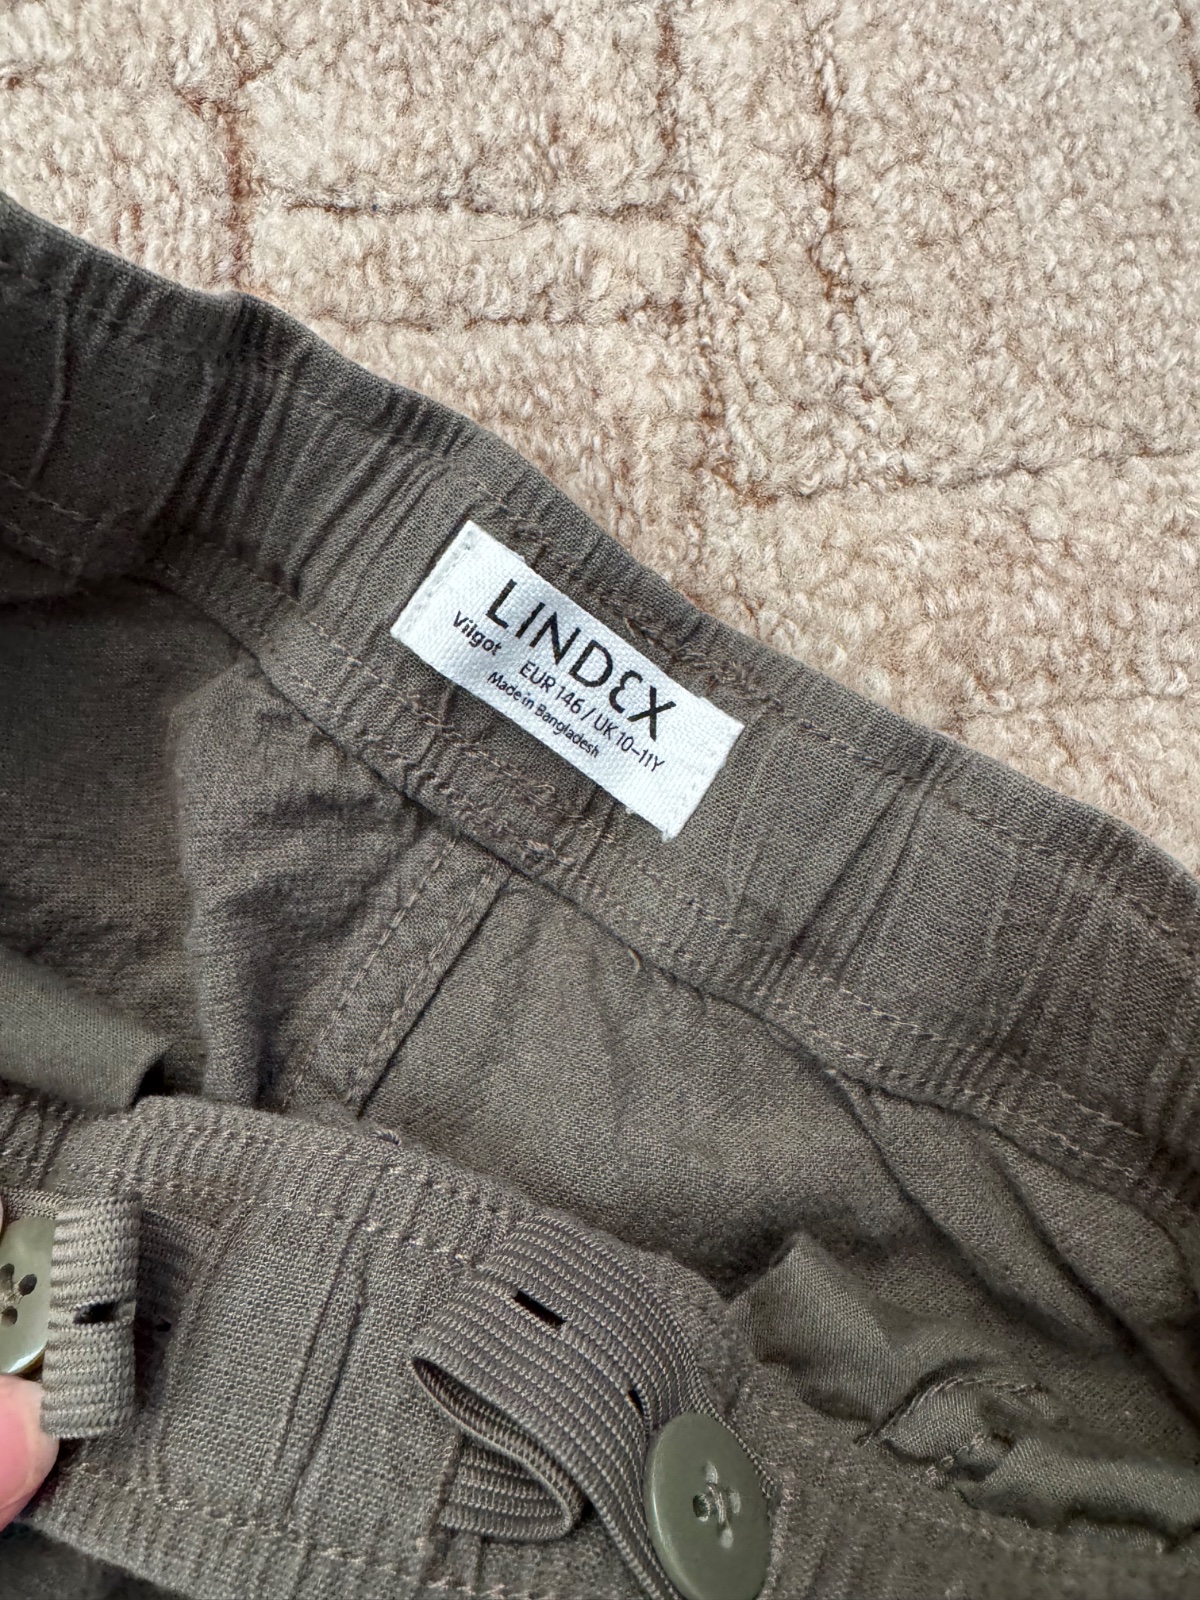 LINDEX
Vilgot
EUR 146 / UK 10–11Y
Made in Bangladesh